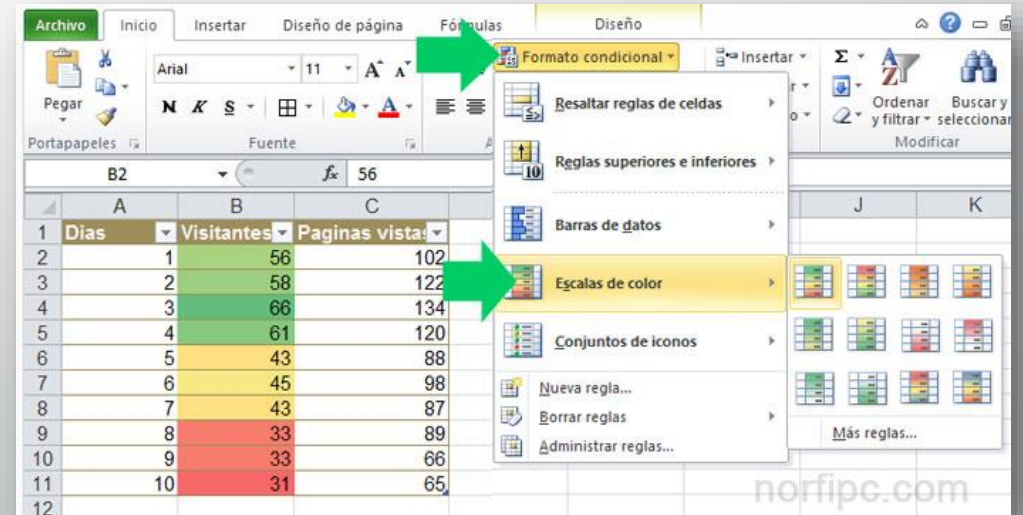 Archivo Inicio Insertar Diseño de página Fórmulas Diseño
Pegar
Portapapeles
Arial 11 A A
N K S A
Fuente
Formato condicional
Insertar
Σ
Ordenar y filtrar
Buscar y seleccionar
Modificar
B2 fx 56
A B C J K
1 Dias Visitantes Paginas vistas
2 1 56 102
3 2 58 122
4 3 66 134
5 4 61 120
6 5 43 88
7 6 45 98
8 7 43 87
9 8 33 89
10 9 33 66
11 10 31 65
12
Resaltar reglas de celdas
Reglas superiores e inferiores
Barras de datos
Escalas de color
Conjuntos de iconos
Nueva regla...
Borrar reglas
Administrar reglas...
Más reglas...
norfipc.com